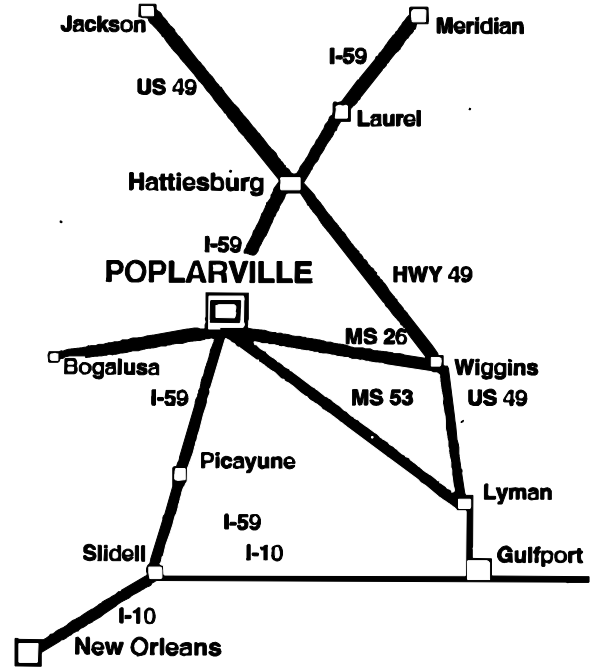 Jackson
Meridian
I-59
US 49
Laurel
Hattiesburg
I-59
POPLARVILLE
HWY 49
MS 26
Bogalusa
Wiggins
I-59
MS 53
US 49
Picayune
Lyman
I-59
Slidell
I-10
Gulfport
I-10
New Orleans